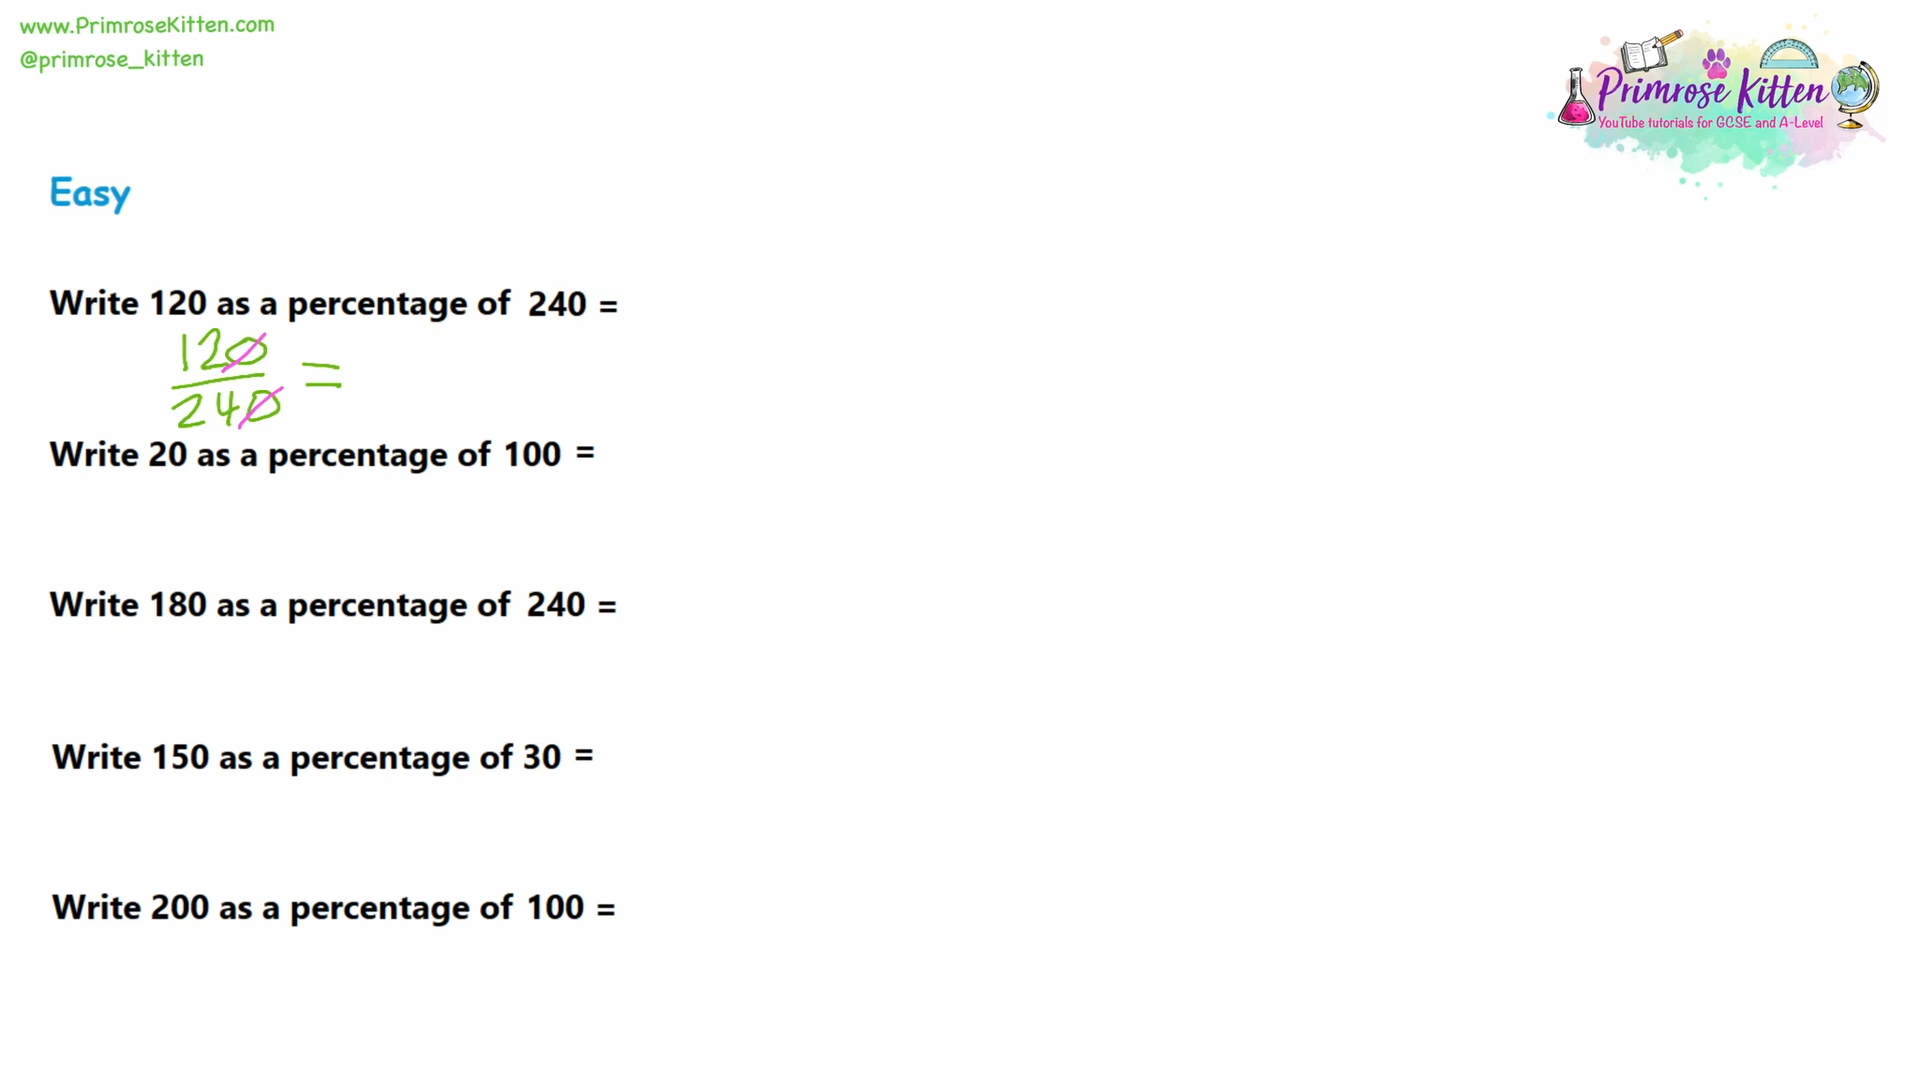 www.PrimroseKitten.com
@primrose_kitten
Primrose Kitten
YouTube tutorials for GCSE and A-Level
Easy
Write 120 as a percentage of 240 =
120
240 =
Write 20 as a percentage of 100 =
Write 180 as a percentage of 240 =
Write 150 as a percentage of 30 =
Write 200 as a percentage of 100 =